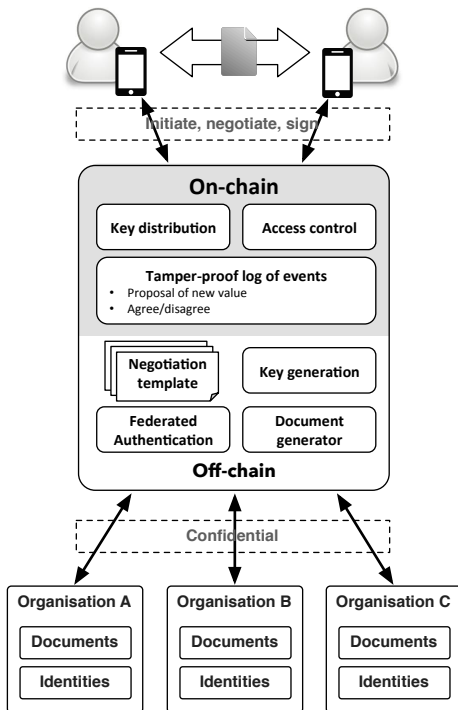 Initiate, negotiate, sign
On-chain
Key distribution
Access control
Tamper-proof log of events
• Proposal of new value
• Agree/disagree
Negotiation
template
Key generation
Federated
Authentication
Document
generator
Off-chain
Confidential
Organisation A
Organisation B
Organisation C
Documents
Documents
Documents
Identities
Identities
Identities